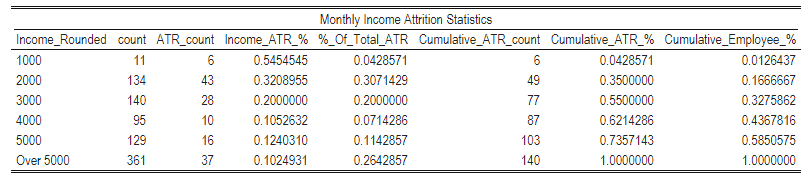 Monthly Income Attrition Statistics
Income_Rounded count ATR_count Income_ATR_% %_Of_Total_ATR Cumulative_ATR_count Cumulative_ATR_% Cumulative_Employee_%
1000 11 6 0.5454545 0.0428571 6 0.0428571 0.0126437
2000 134 43 0.3208955 0.3071429 49 0.3500000 0.1666667
3000 140 28 0.2000000 0.2000000 77 0.5500000 0.3275862
4000 95 10 0.1052632 0.0714286 87 0.6214286 0.4367816
5000 129 16 0.1240310 0.1142857 103 0.7357143 0.5850575
Over 5000 361 37 0.1024931 0.2642857 140 1.0000000 1.0000000